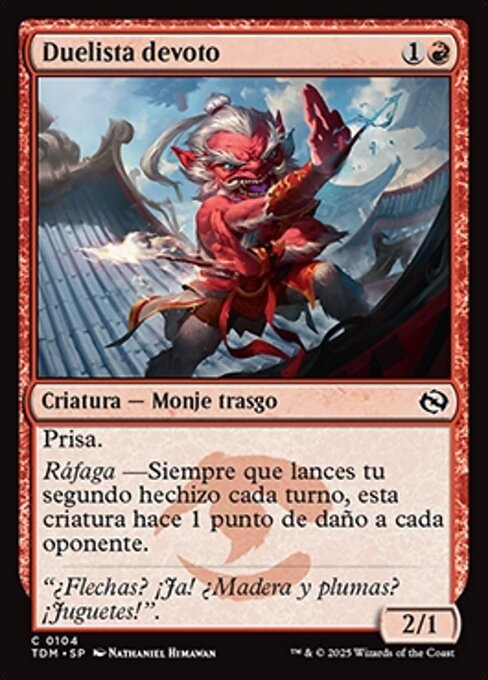 Duelista devoto 1
Criatura — Monje trasgo
Prisa.
Ráfaga —Siempre que lances tu
segundo hechizo cada turno, esta
criatura hace 1 punto de daño a cada
oponente.
“¿Flechas? ¡Ja! ¿Madera y plumas?
¡Juguetes!”.
2/1
C 0104
TDM • SP Nathaniel Himawan
™ & © 2025 Wizards of the Coast